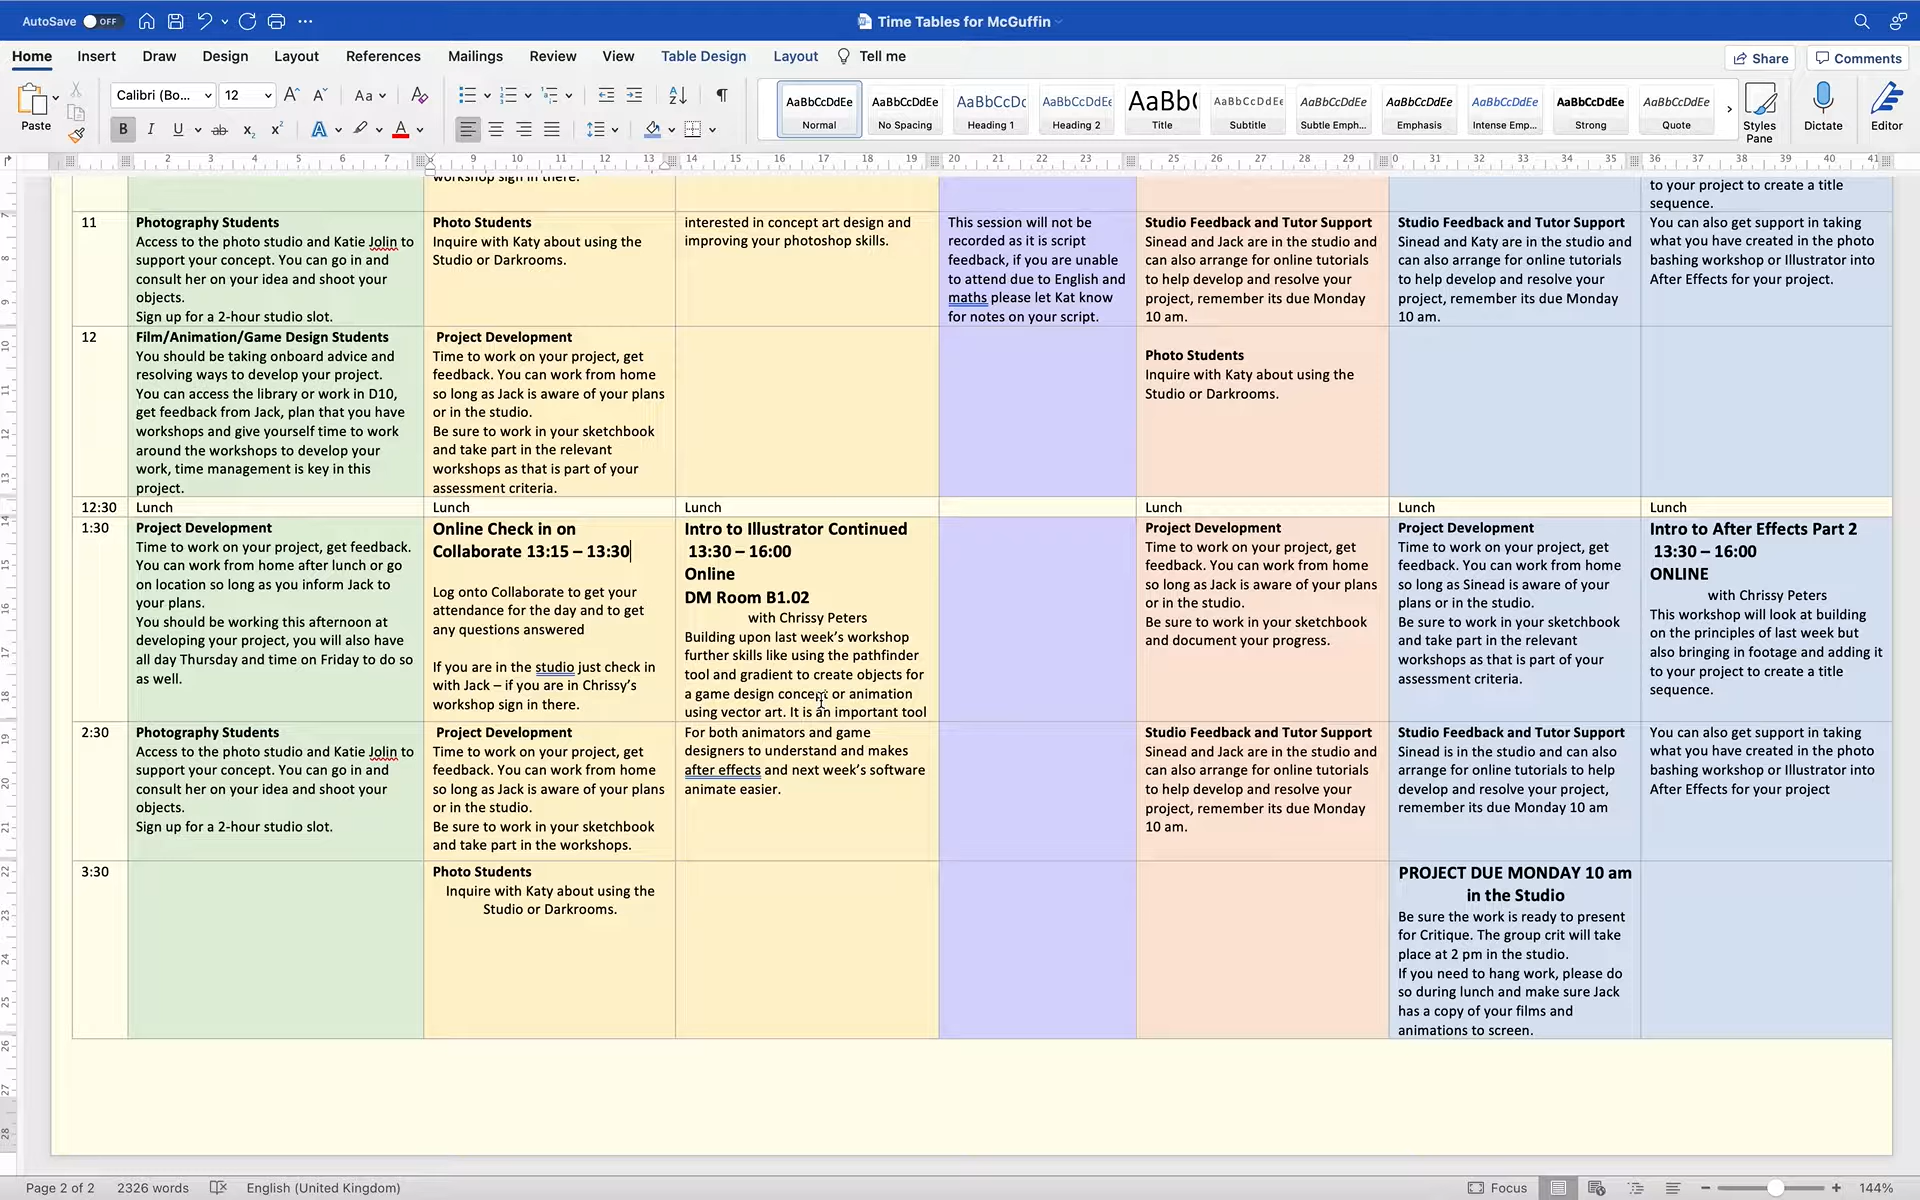 AutoSave OFF
Time Tables for McGuffin
Home Insert Draw Design Layout References Mailings Review View Table Design Layout Tell me
Share Comments
Paste
Calibri (Bo... 12
Aa
AaBbCcDdEe
Normal
AaBbCcDdEe
No Spacing
AaBbCcDc
Heading 1
AaBbCcDdEe
Heading 2
AaBb(
Title
AaBbCcDdEe
Subtitle
AaBbCcDdEe
Subtle Emph...
AaBbCcDdEe
Emphasis
AaBbCcDdEe
Intense Emp...
AaBbCcDdEe
Strong
AaBbCcDdEe
Quote
Styles
Pane
Dictate
Editor
2 3 4 5 6 7 8 9 10 11 12 13 14 15 16 17 18 19 20 21 22 23 25 26 27 28 29 0 31 32 33 34 35 36 37 38 39 40 41
workshop sign in there.
to your project to create a title
sequence.
11
Photography Students
Access to the photo studio and Katie Jolin to
support your concept. You can go in and
consult her on your idea and shoot your
objects.
Sign up for a 2-hour studio slot.
Photo Students
Inquire with Katy about using the
Studio or Darkrooms.
interested in concept art design and
improving your photoshop skills.
This session will not be
recorded as it is script
feedback, if you are unable
to attend due to English and
maths please let Kat know
for notes on your script.
Studio Feedback and Tutor Support
Sinead and Jack are in the studio and
can also arrange for online tutorials
to help develop and resolve your
project, remember its due Monday
10 am.
Studio Feedback and Tutor Support
Sinead and Katy are in the studio and
can also arrange for online tutorials
to help develop and resolve your
project, remember its due Monday
10 am.
You can also get support in taking
what you have created in the photo
bashing workshop or Illustrator into
After Effects for your project.
12
Film/Animation/Game Design Students
You should be taking onboard advice and
resolving ways to develop your project.
You can access the library or work in D10,
get feedback from Jack, plan that you have
workshops and give yourself time to work
around the workshops to develop your
work, time management is key in this
project.
Project Development
Time to work on your project, get
feedback. You can work from home
so long as Jack is aware of your plans
or in the studio.
Be sure to work in your sketchbook
and take part in the relevant
workshops as that is part of your
assessment criteria.
Photo Students
Inquire with Katy about using the
Studio or Darkrooms.
12:30 Lunch Lunch Lunch Lunch Lunch Lunch
1:30
Project Development
Time to work on your project, get feedback.
You can work from home after lunch or go
on location so long as you inform Jack to
your plans.
You should be working this afternoon at
developing your project, you will also have
all day Thursday and time on Friday to do so
as well.
Online Check in on
Collaborate 13:15 – 13:30
Log onto Collaborate to get your
attendance for the day and to get
any questions answered
If you are in the studio just check in
with Jack – if you are in Chrissy's
workshop sign in there.
Intro to Illustrator Continued
13:30 – 16:00
Online
DM Room B1.02
with Chrissy Peters
Building upon last week's workshop
further skills like using the pathfinder
tool and gradient to create objects for
a game design concept or animation
using vector art. It is an important tool
Project Development
Time to work on your project, get
feedback. You can work from home
so long as Jack is aware of your plans
or in the studio.
Be sure to work in your sketchbook
and document your progress.
Project Development
Time to work on your project, get
feedback. You can work from home
so long as Sinead is aware of your
plans or in the studio.
Be sure to work in your sketchbook
and take part in the relevant
workshops as that is part of your
assessment criteria.
Intro to After Effects Part 2
13:30 – 16:00
ONLINE
with Chrissy Peters
This workshop will look at building
on the principles of last week but
also bringing in footage and adding it
to your project to create a title
sequence.
2:30
Photography Students
Access to the photo studio and Katie Jolin to
support your concept. You can go in and
consult her on your idea and shoot your
objects.
Sign up for a 2-hour studio slot.
Project Development
Time to work on your project, get
feedback. You can work from home
so long as Jack is aware of your plans
or in the studio.
Be sure to work in your sketchbook
and take part in the workshops.
For both animators and game
designers to understand and makes
after effects and next week's software
animate easier.
Studio Feedback and Tutor Support
Sinead and Jack are in the studio and
can also arrange for online tutorials
to help develop and resolve your
project, remember its due Monday
10 am.
Studio Feedback and Tutor Support
Sinead is in the studio and can also
arrange for online tutorials to help
develop and resolve your project,
remember its due Monday 10 am
You can also get support in taking
what you have created in the photo
bashing workshop or Illustrator into
After Effects for your project
3:30
Photo Students
Inquire with Katy about using the
Studio or Darkrooms.
PROJECT DUE MONDAY 10 am
in the Studio
Be sure the work is ready to present
for Critique. The group crit will take
place at 2 pm in the studio.
If you need to hang work, please do
so during lunch and make sure Jack
has a copy of your films and
animations to screen.
Page 2 of 2 2326 words English (United Kingdom) Focus 144%